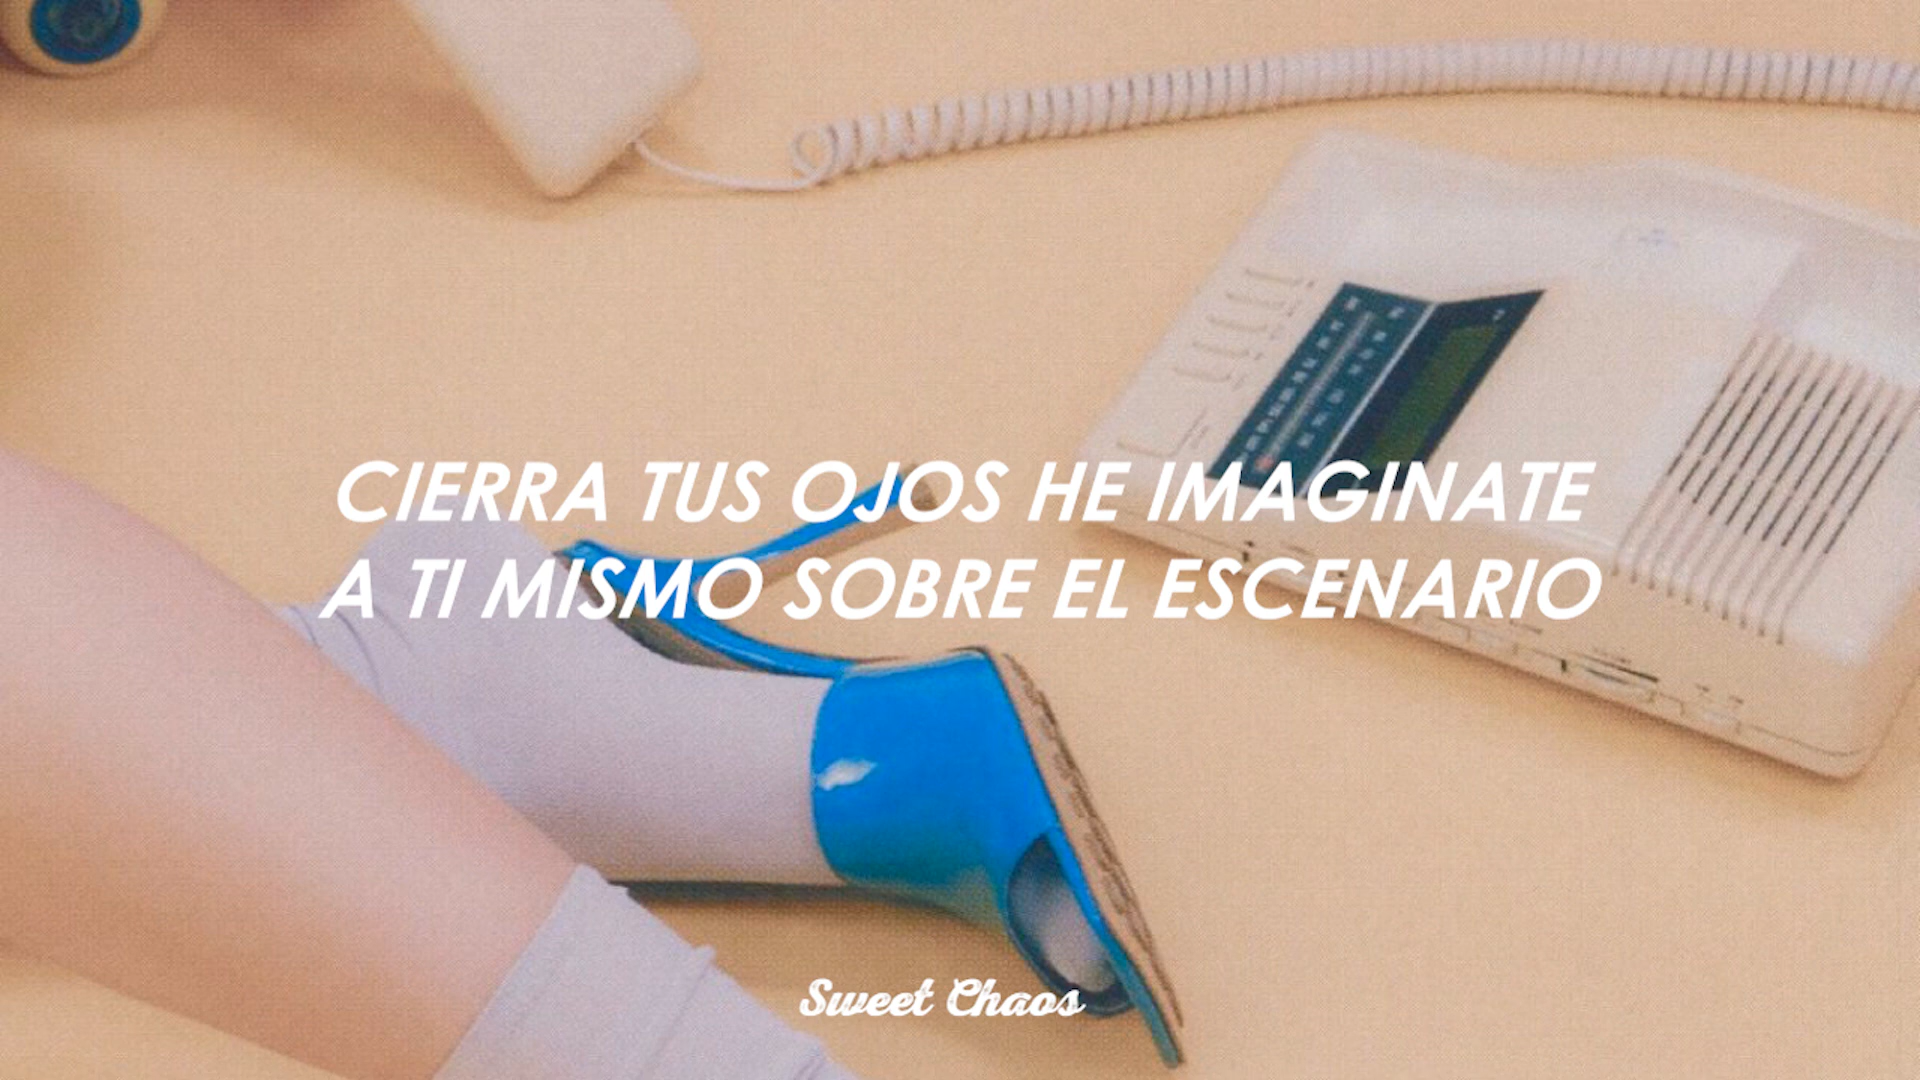 CIERRA TUS OJOS HE IMAGINATE
A TI MISMO SOBRE EL ESCENARIO
Sweet Chaos